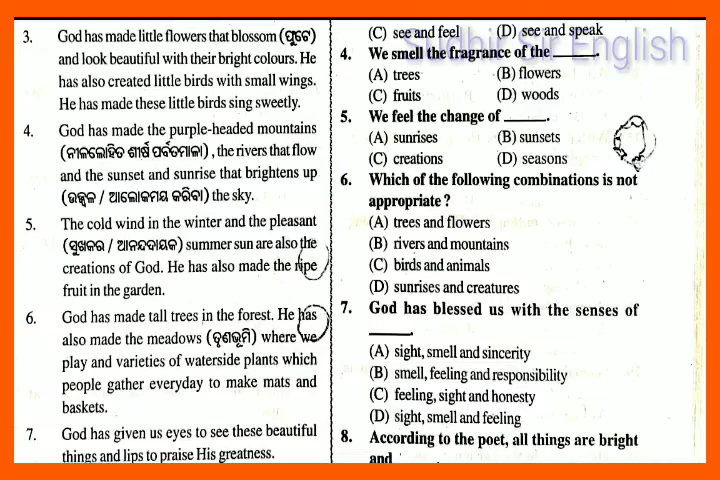 3. God has made little flowers that blossom (ଫୁଟେ)
and look beautiful with their bright colours. He
has also created little birds with small wings.
He has made these little birds sing sweetly.
4. God has made the purple-headed mountains
(ନୀଳଲୋହିତ ଶୀର୍ଷ ପର୍ବତମାଳା), the rivers that flow
and the sunset and sunrise that brightens up
(ଉଜ୍ଜ୍ୱଳ / ଆଲୋକମୟ କରିବା) the sky.
5. The cold wind in the winter and the pleasant
(ସୁଖକର / ଆନନ୍ଦଦାୟକ) summer sun are also the
creations of God. He has also made the ripe
fruit in the garden.
6. God has made tall trees in the forest. He has
also made the meadows (ତୃଣଭୂମି) where we
play and varieties of waterside plants which
people gather everyday to make mats and
baskets.
7. God has given us eyes to see these beautiful
things and lips to praise His greatness.
(C) see and feel (D) see and speak
Sudhir Sir English
4. We smell the fragrance of the ______.
(A) trees (B) flowers
(C) fruits (D) woods
5. We feel the change of ______.
(A) sunrises (B) sunsets
(C) creations (D) seasons
6. Which of the following combinations is not
appropriate ?
(A) trees and flowers
(B) rivers and mountains
(C) birds and animals
(D) sunrises and creatures
7. God has blessed us with the senses of
______.
(A) sight, smell and sincerity
(B) smell, feeling and responsibility
(C) feeling, sight and honesty
(D) sight, smell and feeling
8. According to the poet, all things are bright
and